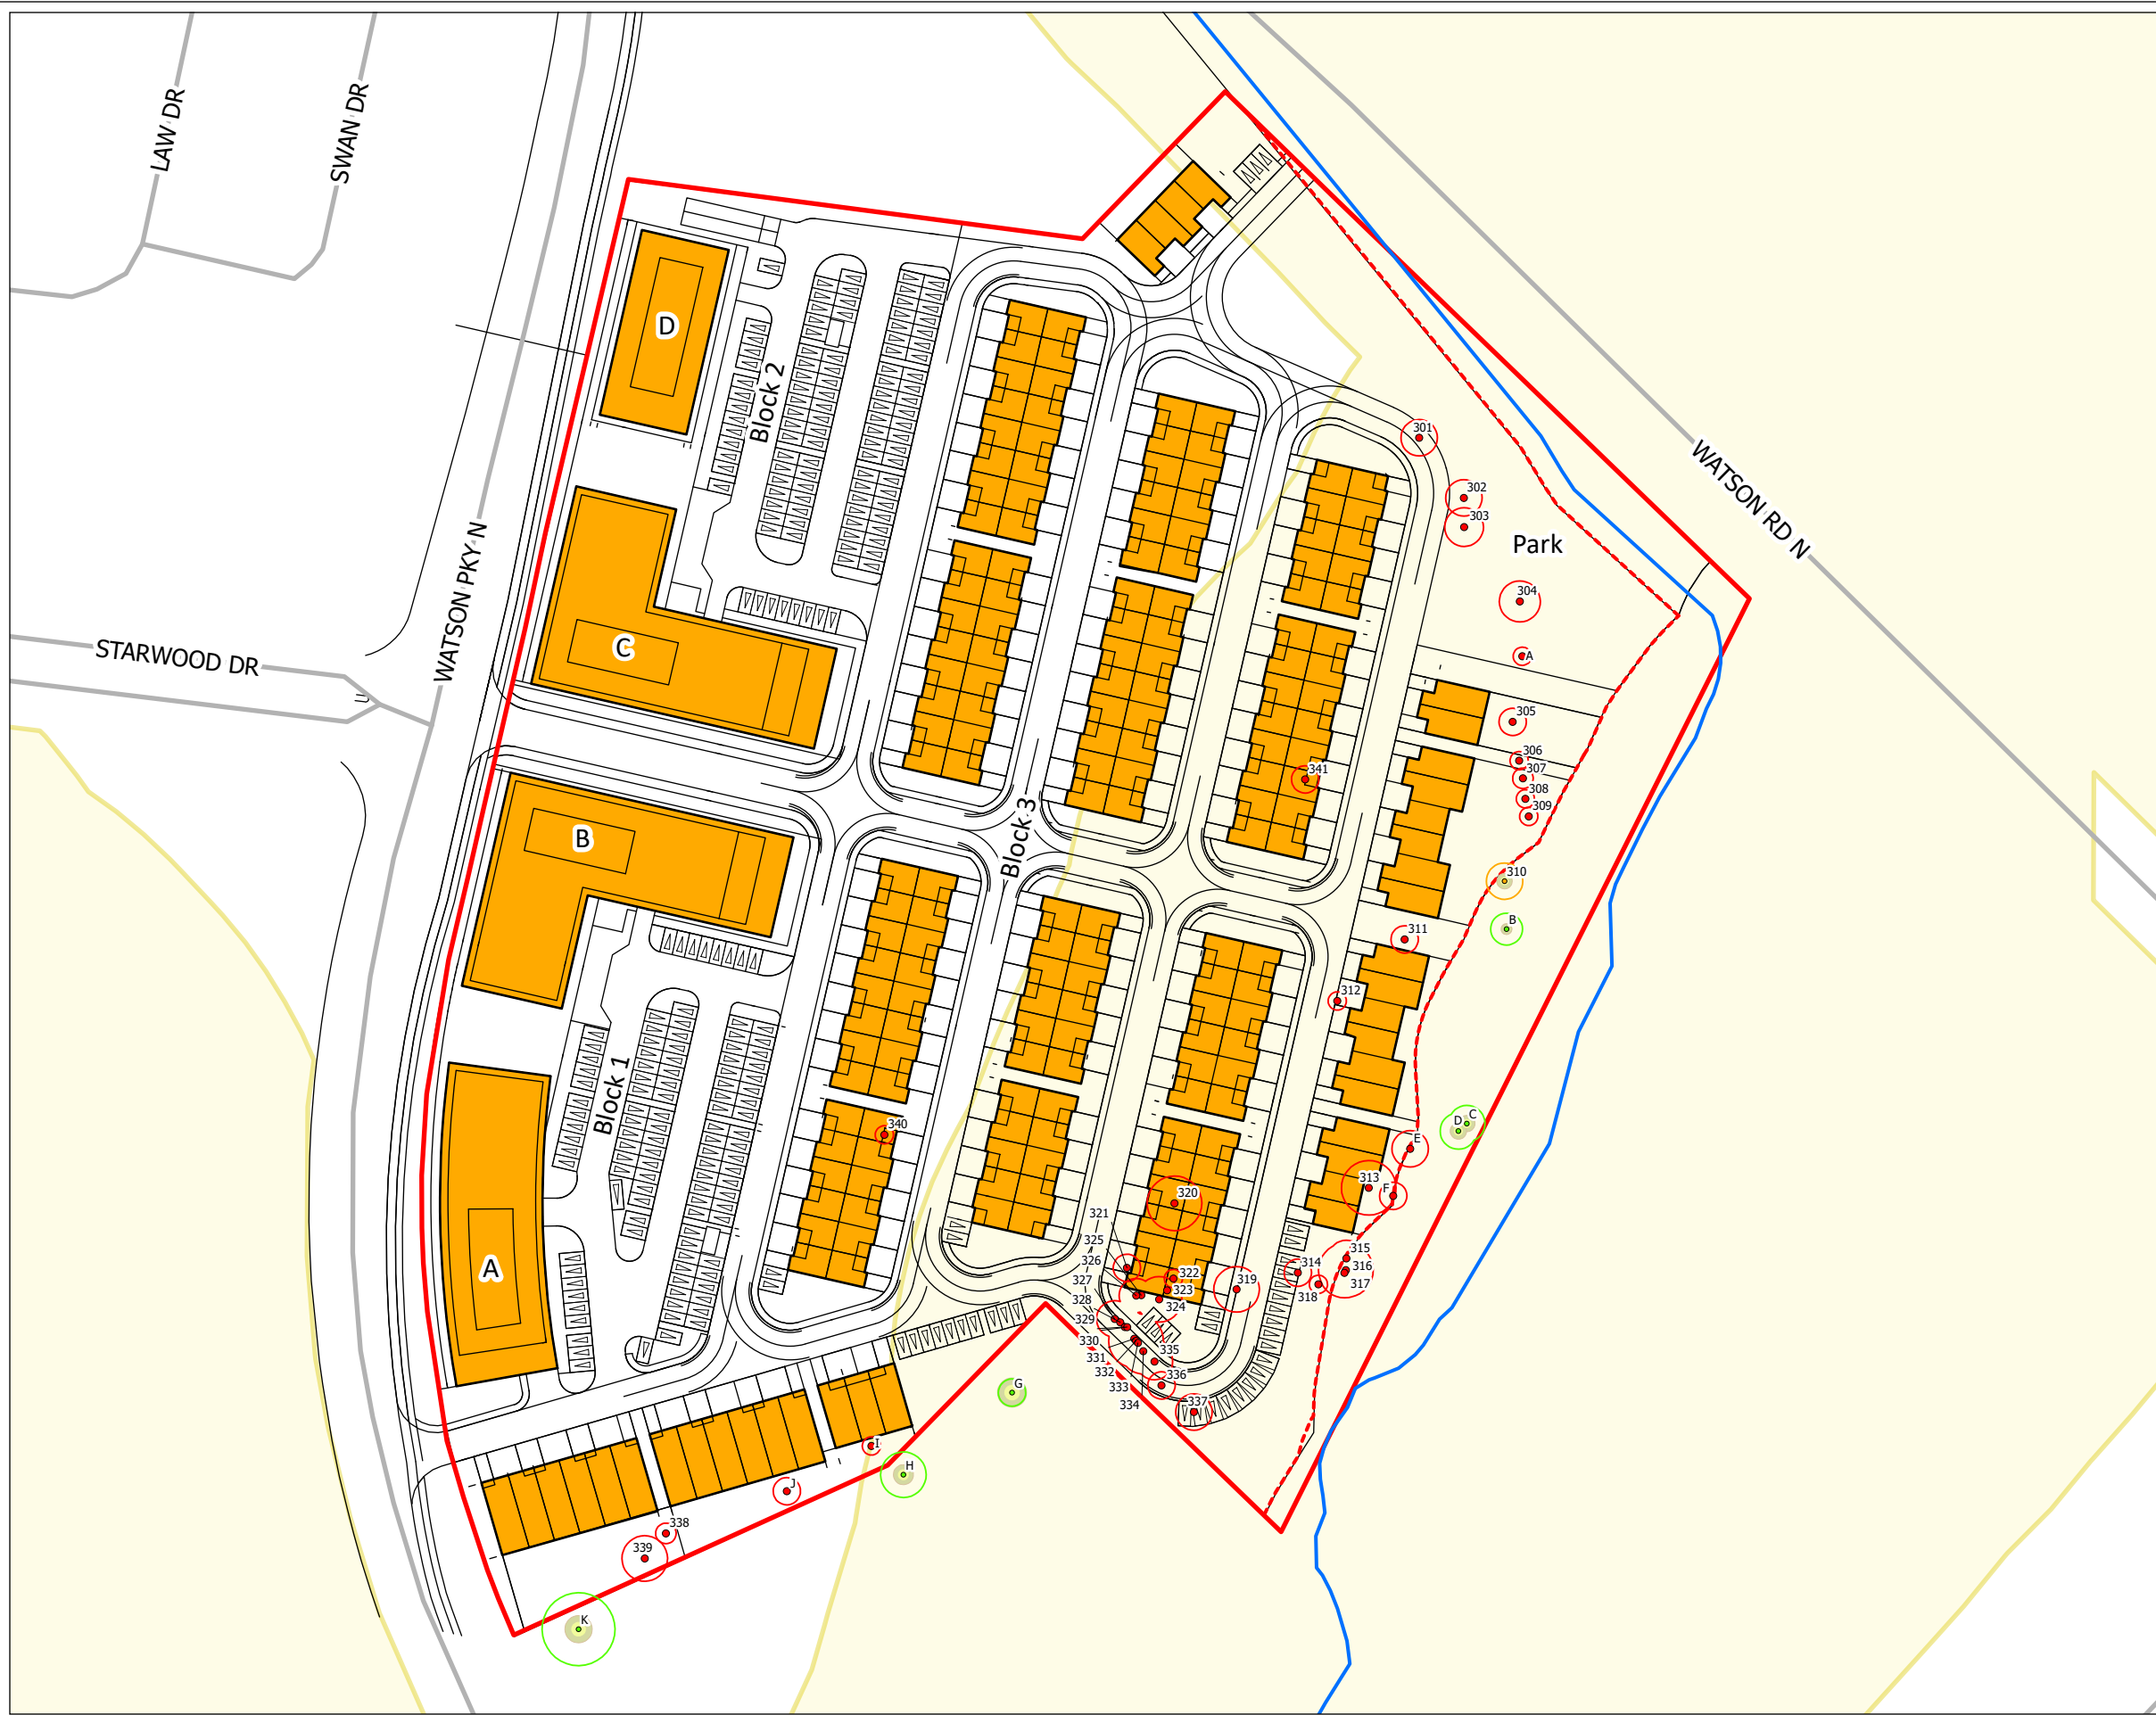 LAW DR
SWAN DR
D
Block 2
301
302
303
WATSON RD N
Park
WATSON PKY N
304
STARWOOD DR
C
A
305
306
307
341
308
309
Block 3
B
310
B
311
312
Block 1
C
D
340
E
313
F
320
321
325
315
326
314
316
A
322
319
327
323
317
328
324
318
329
330
335
331
332
336
333
G
334
337
I
H
J
338
339
K